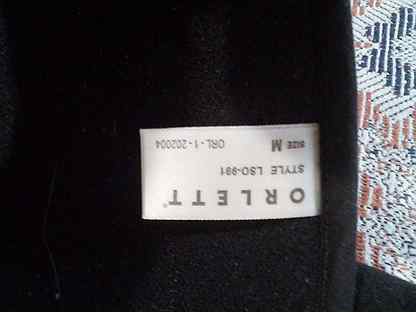 ORLETT®
STYLE LSO-991
SIZE M ORL-1-202004